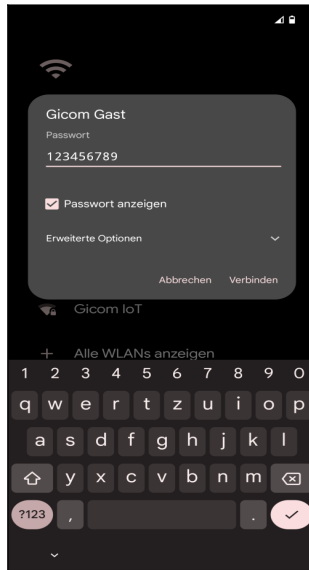 Gicom Gast
Passwort
123456789
Passwort anzeigen
Erweiterte Optionen
Abbrechen Verbinden
Gicom IoT
+ Alle WLANs anzeigen
1 2 3 4 5 6 7 8 9 0
q w e r t z u i o p
a s d f g h j k l
y x c v b n m
?123 , .